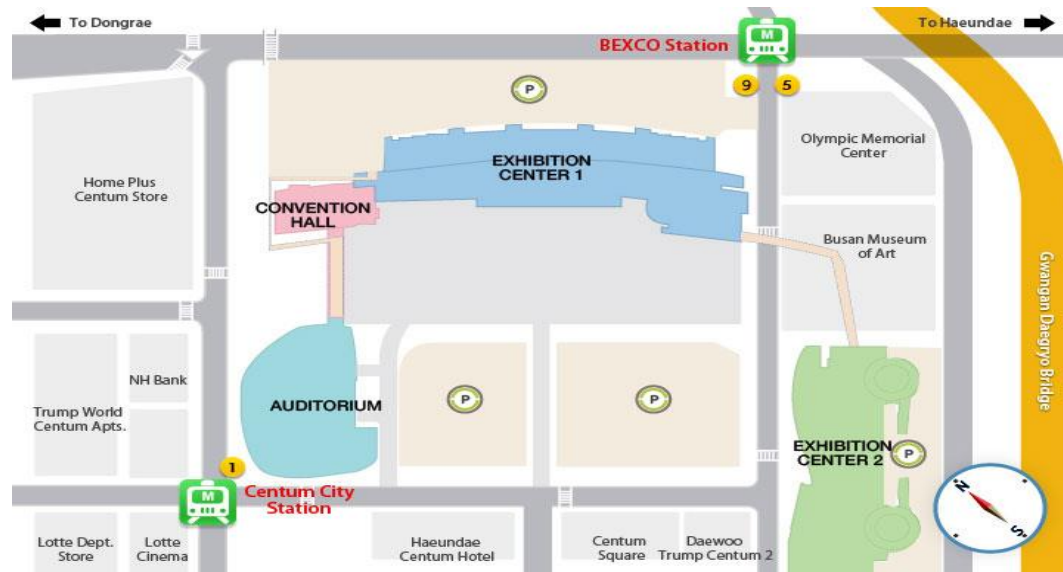 To Dongrae
To Haeundae
BEXCO Station
M
9
5
P
Olympic Memorial
Center
EXHIBITION
CENTER 1
Home Plus
Centum Store
CONVENTION
HALL
Busan Museum
of Art
Gwangan Daegryo Bridge
NH Bank
P
P
Trump World
Centum Apts.
AUDITORIUM
EXHIBITION
CENTER 2
P
1
M
Centum City
Station
N
S
Lotte Dept.
Store
Lotte
Cinema
Haeundae
Centum Hotel
Centum
Square
Daewoo
Trump Centum 2